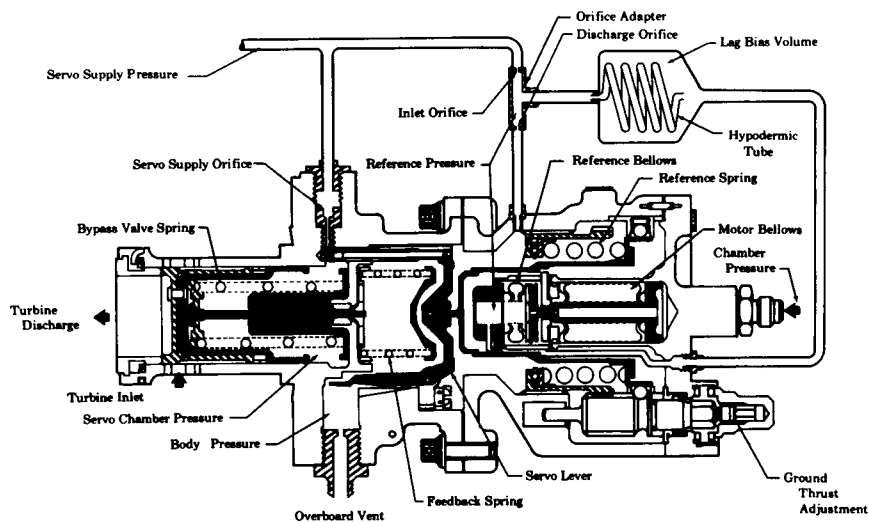 Orifice Adapter
Discharge Orifice
Lag Bias Volume
Servo Supply Pressure
Inlet Orifice
Hypodermic
Tube
Servo Supply Orifice
Reference Pressure
Reference Bellows
Reference Spring
Bypass Valve Spring
Motor Bellows
Chamber
Pressure
Turbine
Discharge
Turbine Inlet
Servo Chamber Pressure
Body Pressure
Servo Lever
Ground
Thrust
Adjustment
Feedback Spring
Overboard Vent